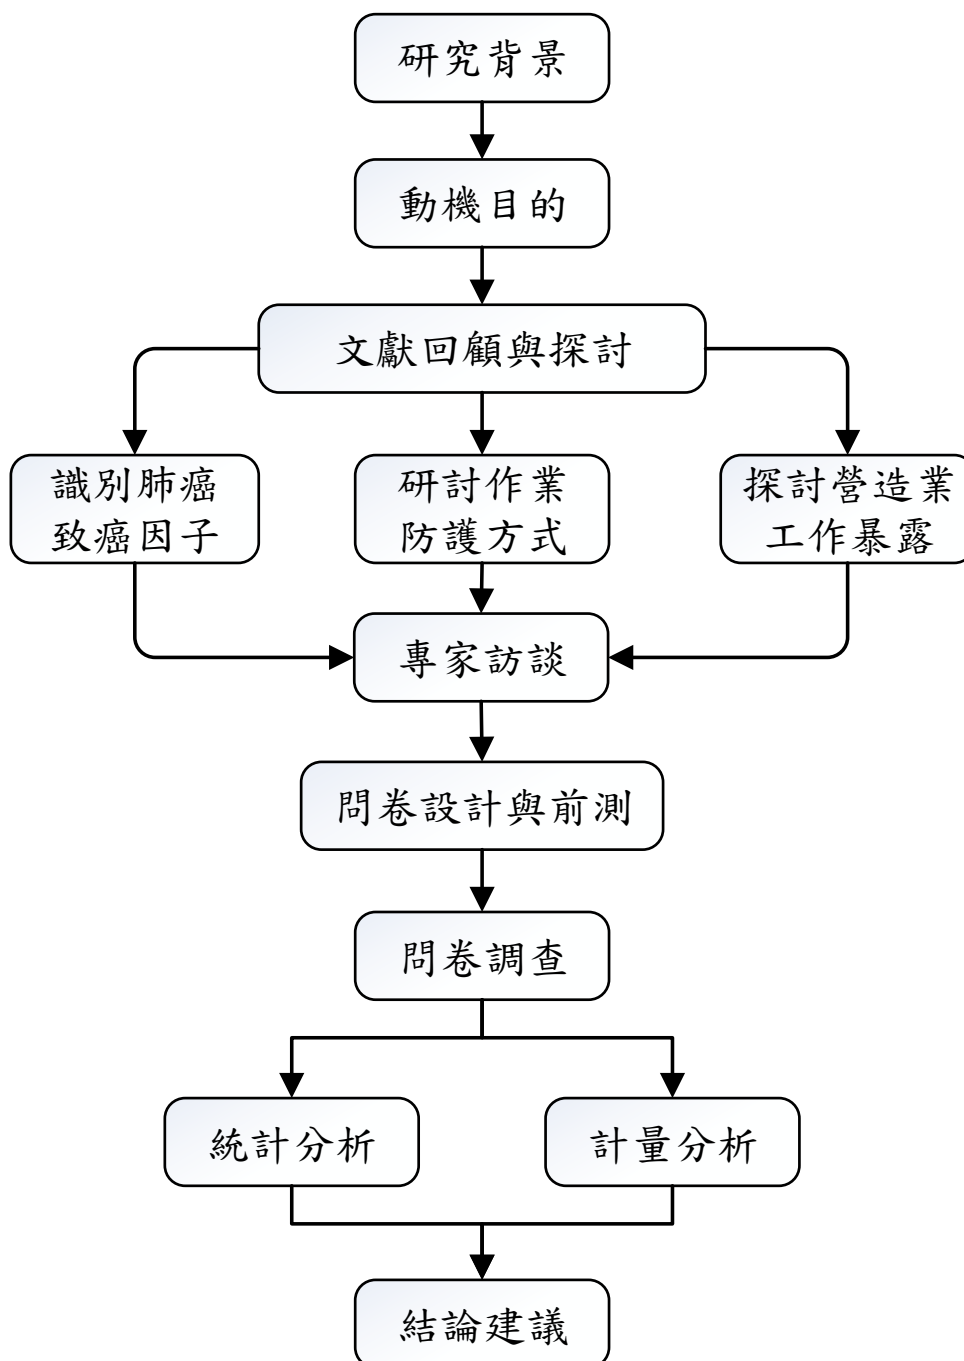 研究背景
動機目的
文獻回顧與探討
識別肺癌
致癌因子
研討作業
防護方式
探討營造業
工作暴露
專家訪談
問卷設計與前測
問卷調查
統計分析
計量分析
結論建議